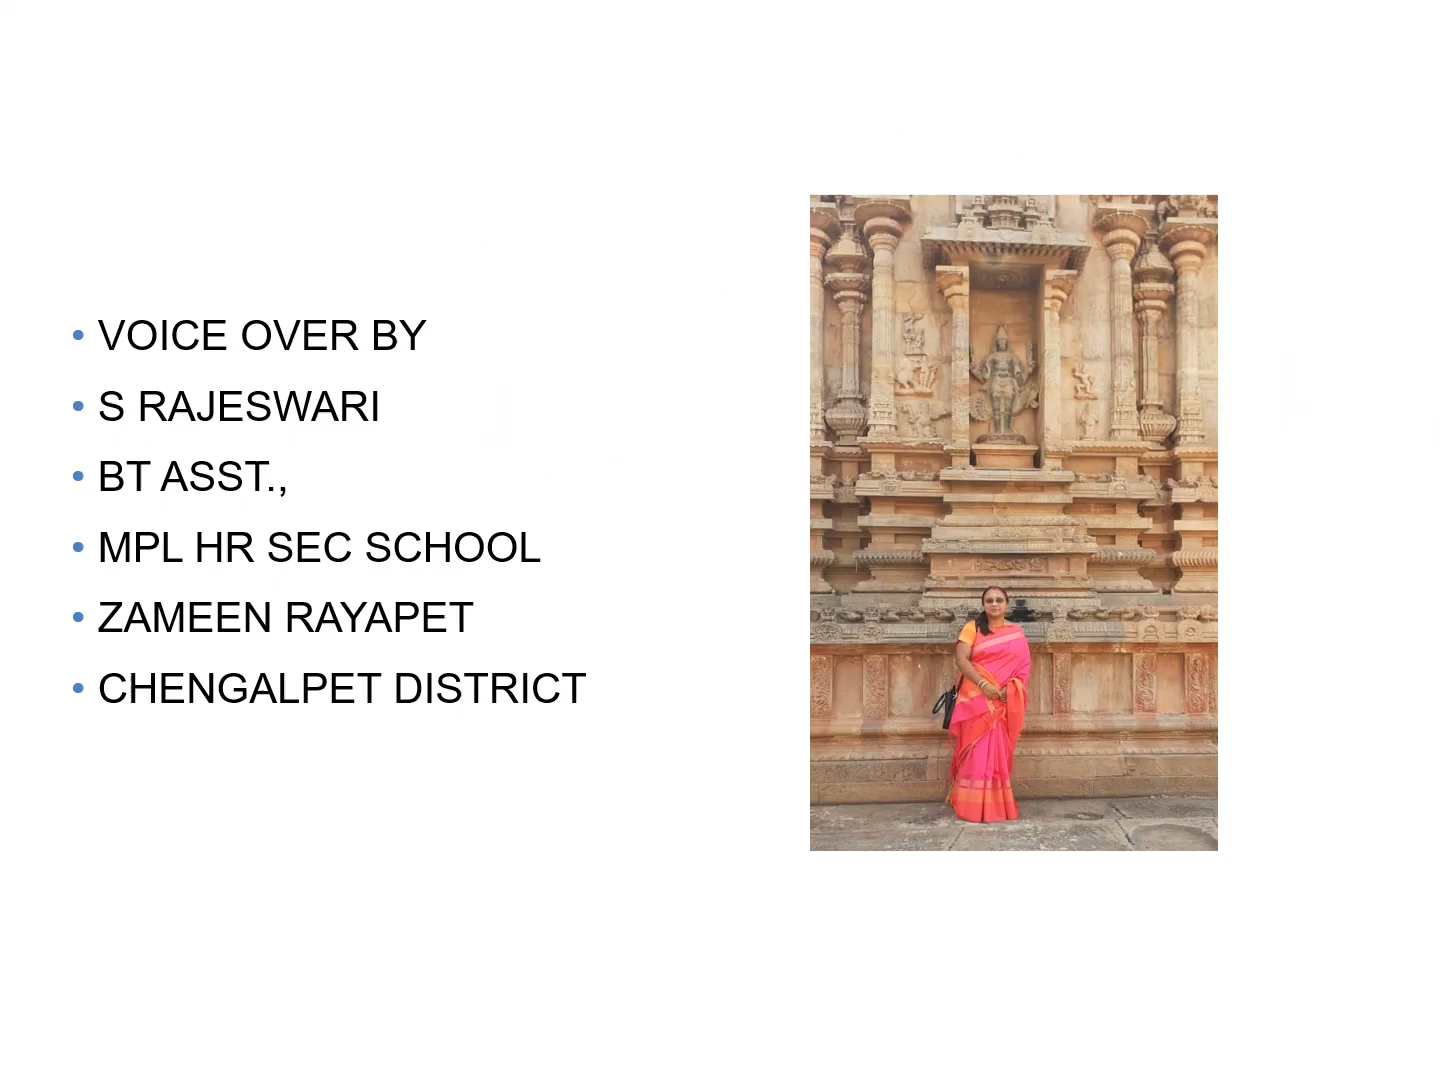 VOICE OVER BY
S RAJESWARI
BT ASST.,
MPL HR SEC SCHOOL
ZAMEEN RAYAPET
CHENGALPET DISTRICT